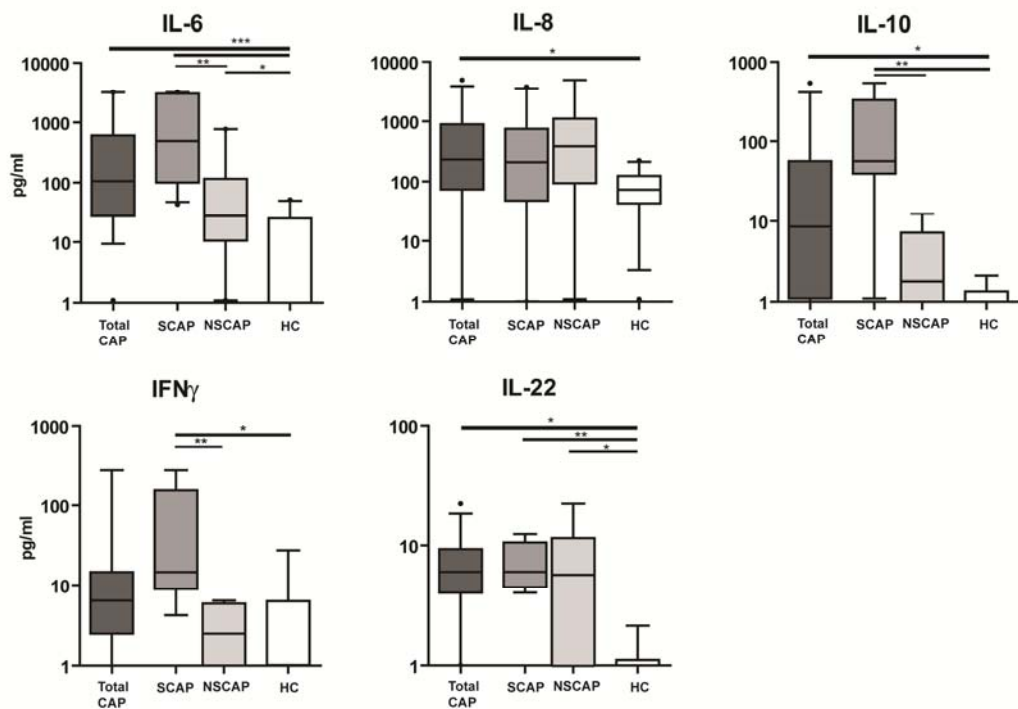 IL-6
***
** *
10000
1000
100
10
1
pg/ml
Total CAP
SCAP
NSCAP
HC
IL-8
*
10000
1000
100
10
1
Total CAP
SCAP
NSCAP
HC
IL-10
*
**
1000
100
10
1
Total CAP
SCAP
NSCAP
HC
IFNγ
*
**
1000
100
10
1
pg/ml
Total CAP
SCAP
NSCAP
HC
IL-22
*
**
*
100
10
1
Total CAP
SCAP
NSCAP
HC